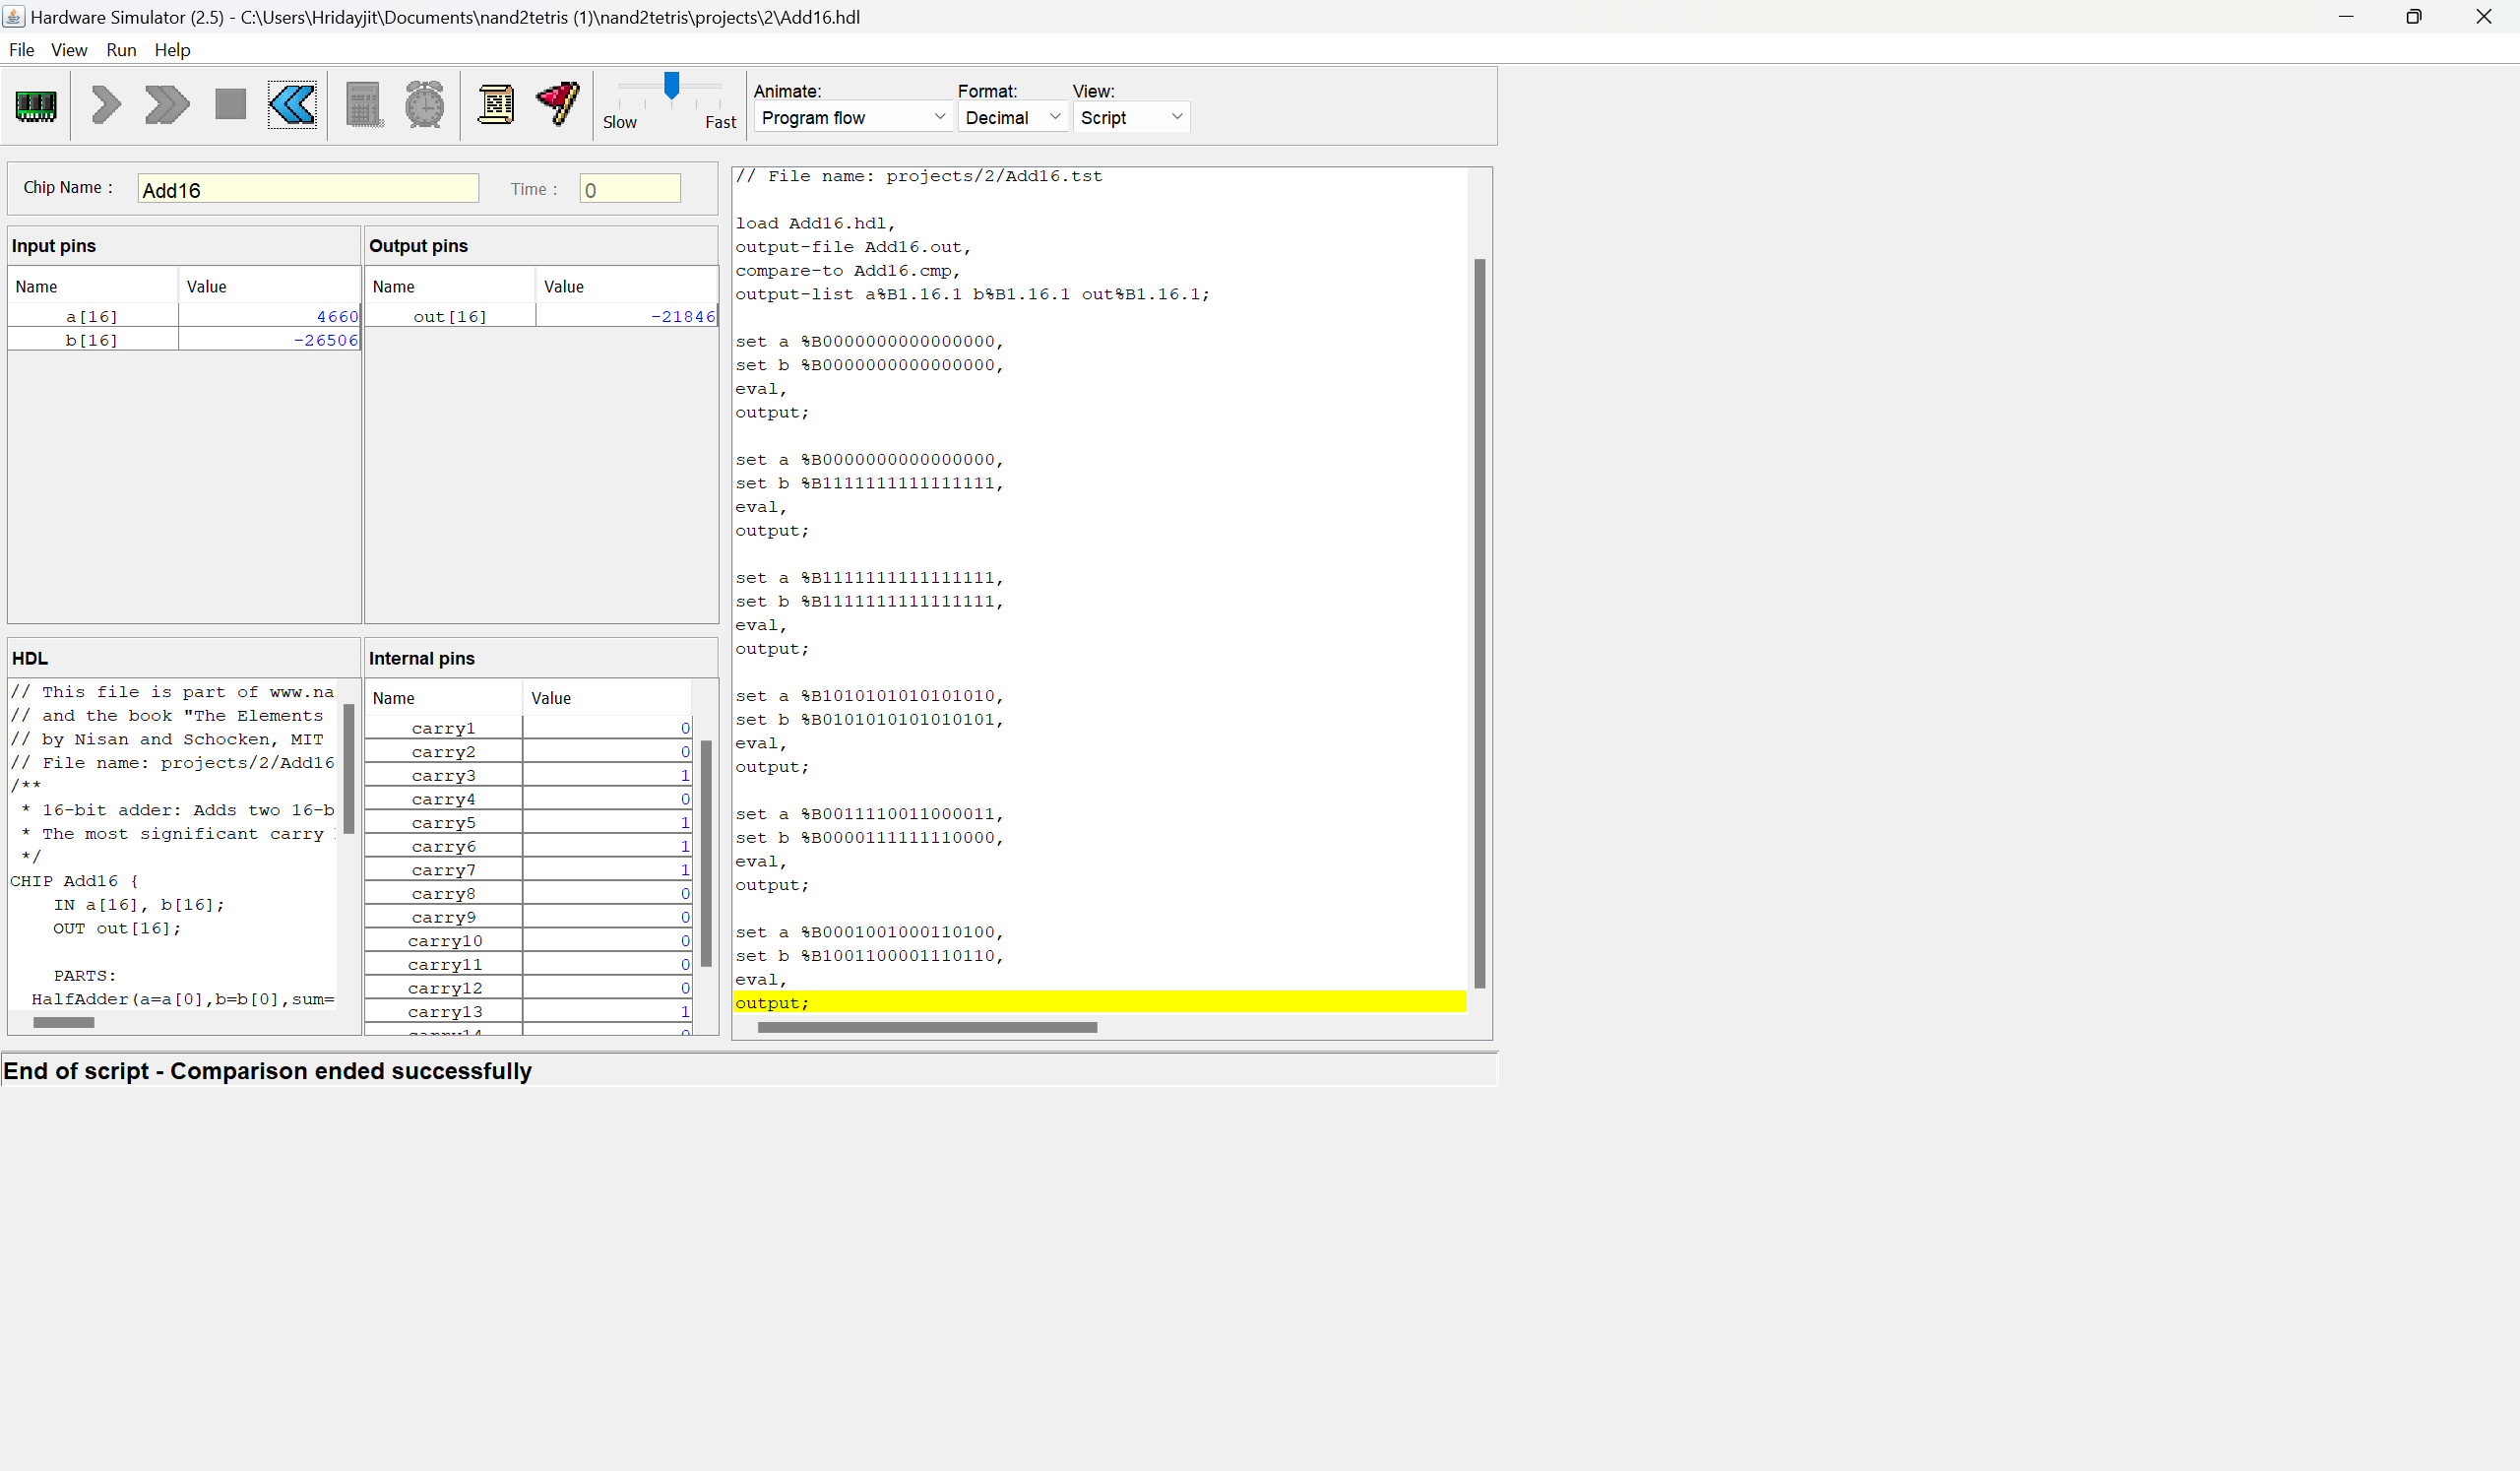 Hardware Simulator (2.5) - C:\Users\Hridayjit\Documents\nand2tetris (1)\nand2tetris\projects\2\Add16.hdl
File View Run Help
Slow Fast
Animate: Format: View:
Program flow Decimal Script
Chip Name : Add16 Time : 0
Input pins
Name Value
a[16] 4660
b[16] -26506
Output pins
Name Value
out[16] -21846
HDL
// This file is part of www.na
// and the book "The Elements
// by Nisan and Schocken, MIT
// File name: projects/2/Add16
/**
* 16-bit adder: Adds two 16-b
* The most significant carry
*/
CHIP Add16 {
IN a[16], b[16];
OUT out[16];
PARTS:
HalfAdder(a=a[0],b=b[0],sum=
Internal pins
Name Value
carry1 0
carry2 0
carry3 1
carry4 0
carry5 1
carry6 1
carry7 1
carry8 0
carry9 0
carry10 0
carry11 0
carry12 0
carry13 1
carry14 0
// File name: projects/2/Add16.tst
load Add16.hdl,
output-file Add16.out,
compare-to Add16.cmp,
output-list a%B1.16.1 b%B1.16.1 out%B1.16.1;
set a %B0000000000000000,
set b %B0000000000000000,
eval,
output;
set a %B0000000000000000,
set b %B1111111111111111,
eval,
output;
set a %B1111111111111111,
set b %B1111111111111111,
eval,
output;
set a %B1010101010101010,
set b %B0101010101010101,
eval,
output;
set a %B0011110011000011,
set b %B0000111111110000,
eval,
output;
set a %B0001001000110100,
set b %B1001100001110110,
eval,
output;
End of script - Comparison ended successfully